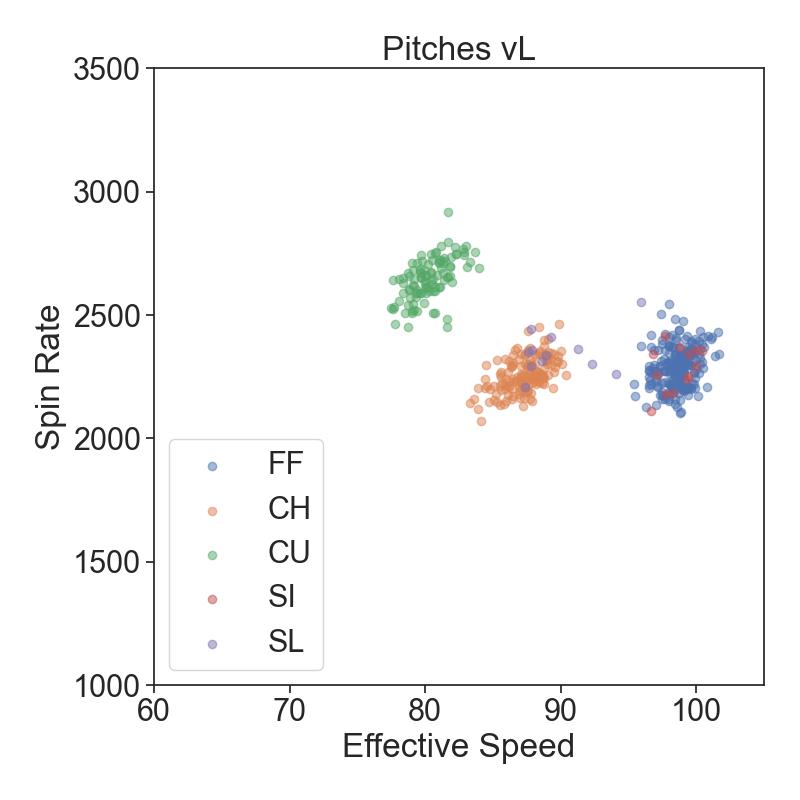 Pitches vL
3500
3000
2500
2000
1500
1000
Spin Rate
FF
CH
CU
SI
SL
60 70 80 90 100
Effective Speed